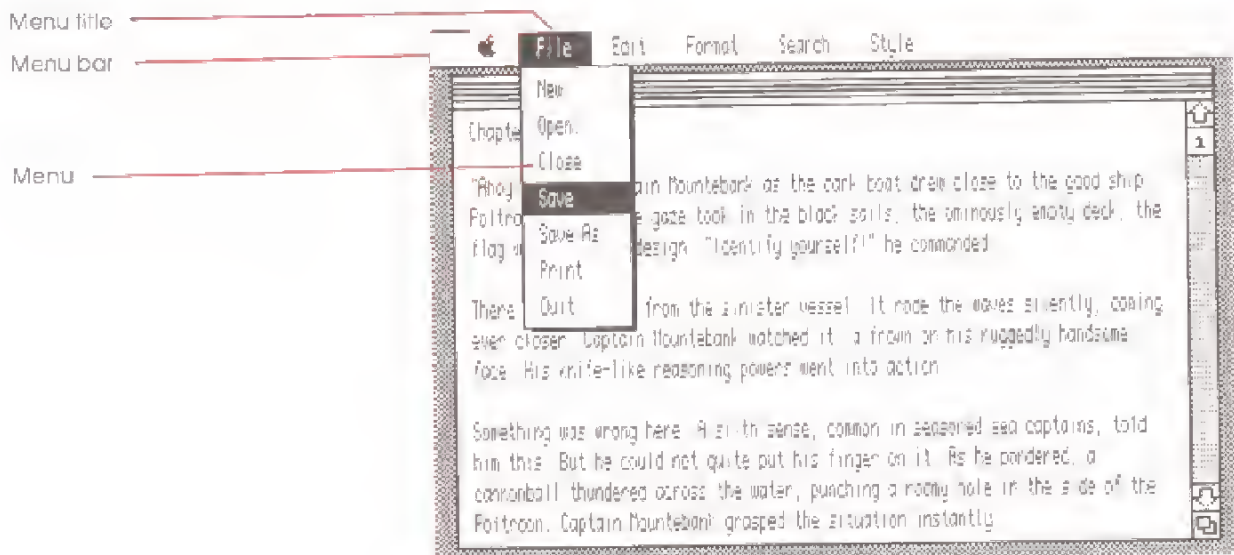 Menu title
Menu bar
Menu
File Edit Format Search Style
New
Open
Close
Save
Save As
Print
Quit
"Ahoy ain Mountebank as the dark boat drew close to the good ship
gaze took in the black sails, the ominously empty deck, the
flag design. "Identify yourself!" he commanded
There from the sinister vessel. It rode the waves silently, coming
ever closer. Captain Mountebank watched it, a frown on his ruggedly handsome
face. His knife-like reasoning powers went into action
Something was wrong here. A sixth sense, common in seasoned sea captains, told
him this. But he could not quite put his finger on it. As he pondered, a
cannonball thundered across the water, punching a roomy hole in the side of the
Poltroon. Captain Mountebank grasped the situation instantly
1